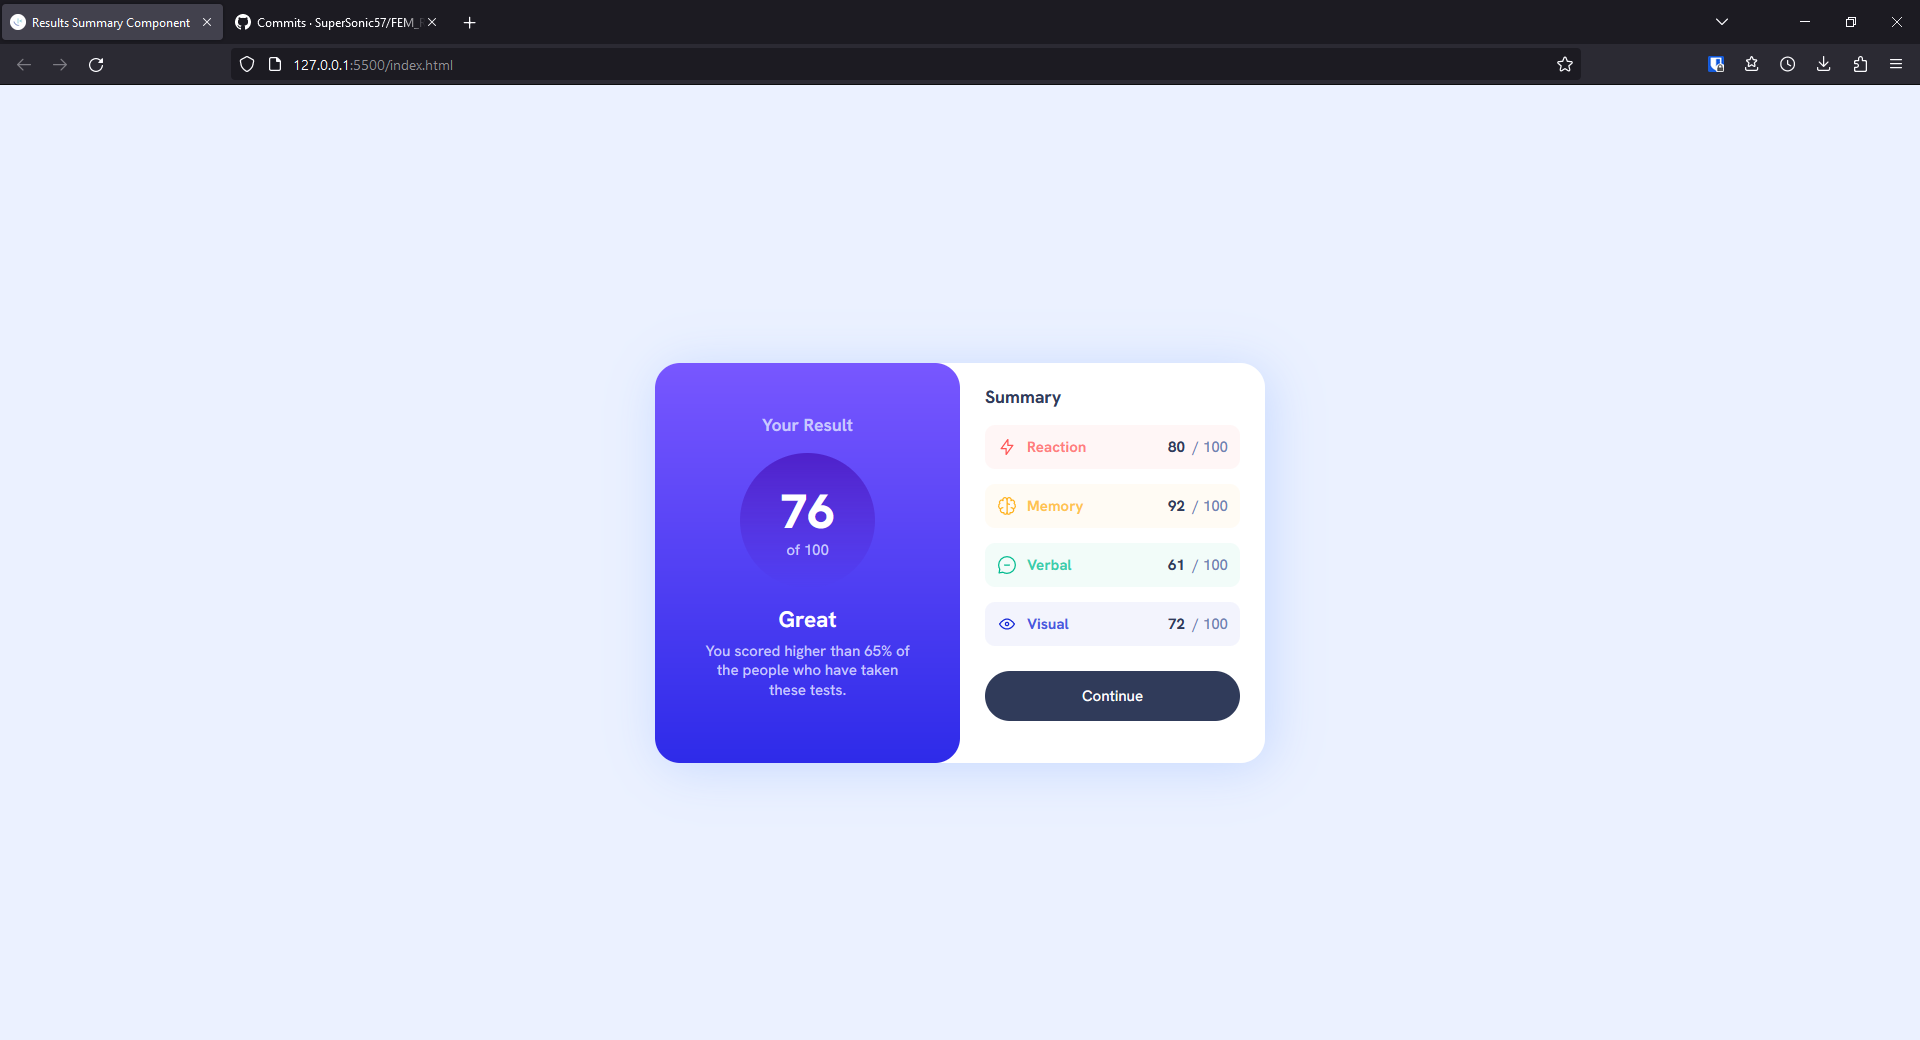 Results Summary Component
Commits · SuperSonic57/FEM_
127.0.0.1:5500/index.html
Your Result
76
of 100
Great
You scored higher than 65% of
the people who have taken
these tests.
Summary
Reaction 80 / 100
Memory 92 / 100
Verbal 61 / 100
Visual 72 / 100
Continue